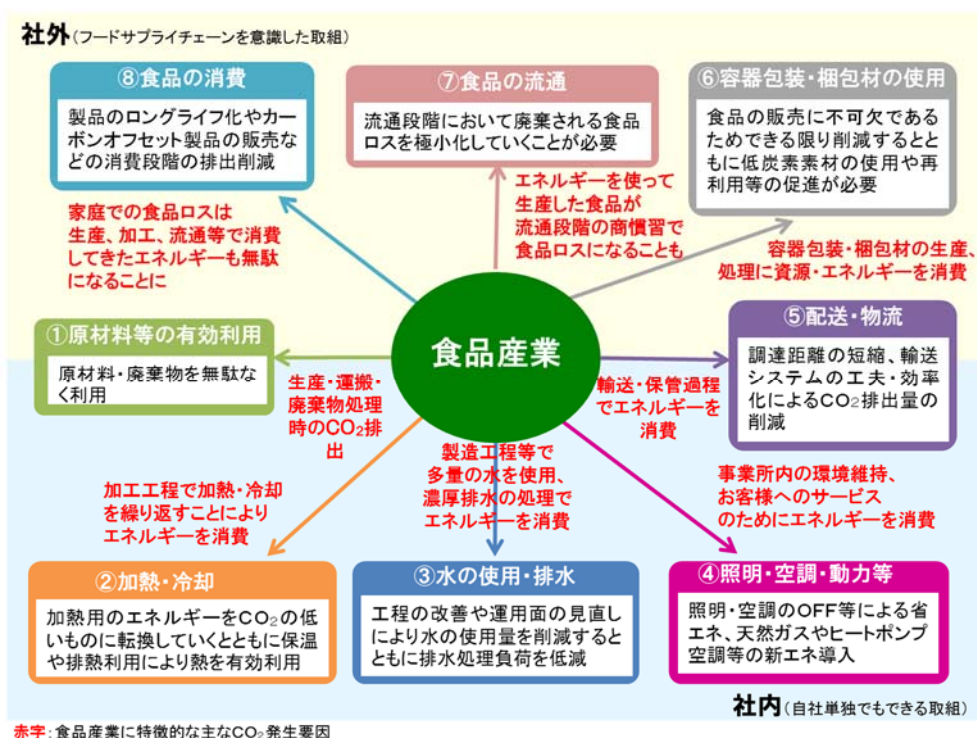 社外(フードサプライチェーンを意識した取組)
⑧食品の消費
製品のロングライフ化やカー
ボンオフセット製品の販売な
どの消費段階の排出削減
⑦食品の流通
流通段階において廃棄される食品
ロスを極小化していくことが必要
⑥容器包装・梱包材の使用
食品の販売に不可欠である
ためできる限り削減するとと
もに低炭素素材の使用や再
利用等の促進が必要
家庭での食品ロスは
生産、加工、流通等で消費
してきたエネルギーも無駄
になることに
エネルギーを使って
生産した食品が
流通段階の商慣習で
食品ロスになることも
容器包装・梱包材の生産、
処理に資源・エネルギーを消費
①原材料等の有効利用
原材料・廃棄物を無駄な
く利用
食品産業
⑤配送・物流
調達距離の短縮、輸送
システムの工夫・効率
化によるCO₂排出量の
削減
生産・運搬・
廃棄物処理
時のCO₂排
出
輸送・保管過程
でエネルギーを
消費
加工工程で加熱・冷却
を繰り返すことにより
エネルギーを消費
製造工程等で
多量の水を使用、
濃厚排水の処理で
エネルギーを消費
事業所内の環境維持、
お客様へのサービス
のためにエネルギーを消費
②加熱・冷却
加熱用のエネルギーをCO₂の低
いものに転換していくとともに保温
や排熱利用により熱を有効利用
③水の使用・排水
工程の改善や運用面の見直し
により水の使用量を削減すると
ともに排水処理負荷を低減
④照明・空調・動力等
照明・空調のOFF等による省
エネ、天然ガスやヒートポンプ
空調等の新エネ導入
社内(自社単独でもできる取組)
赤字:食品産業に特徴的な主なCO₂発生要因